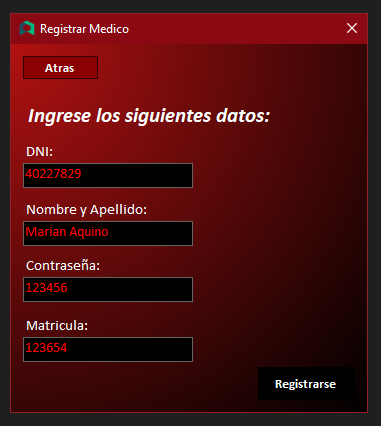 Registrar Medico
Atras
Ingrese los siguientes datos:
DNI:
40227829
Nombre y Apellido:
Marian Aquino
Contraseña:
123456
Matricula:
123654
Registrarse